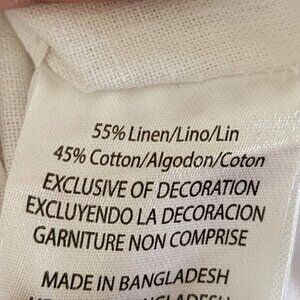 55% Linen/Lino/Lin
45% Cotton/Algodon/Coton
EXCLUSIVE OF DECORATION
EXCLUYENDO LA DECORACION
GARNITURE NON COMPRISE
MADE IN BANGLADESH